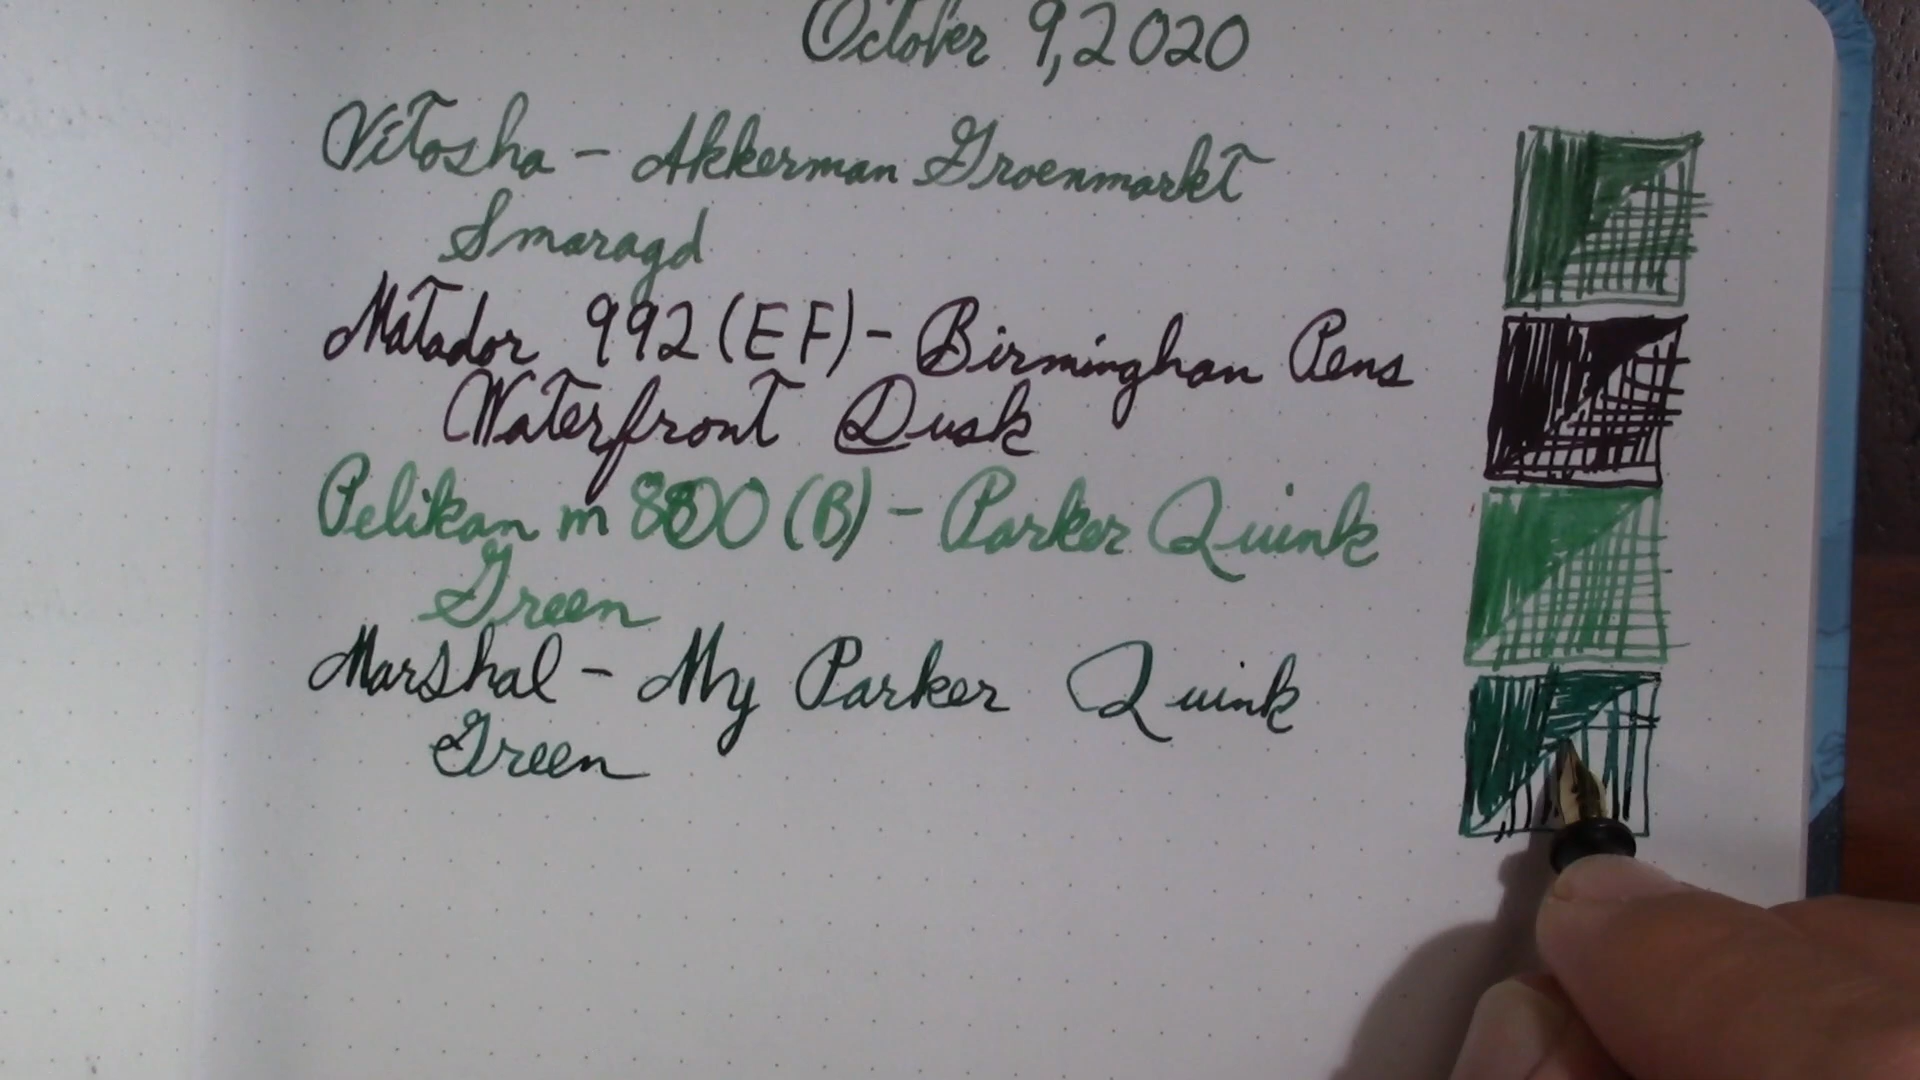 October 9, 2020
Vitosha - Akkerman Groenmarkt
Smaragd
Matador 992 (EF) - Birmingham Pens
Waterfront Dusk
Pelikan m 800 (B) - Parker Quink
Green
Marshal - My Parker Quink
Green